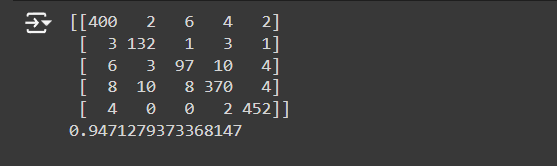 [[400   2   6   4   2]
 [  3 132   1   3   1]
 [  6   3  97  10   4]
 [  8  10   8 370   4]
 [  4   0   0   2 452]]
0.9471279373368147